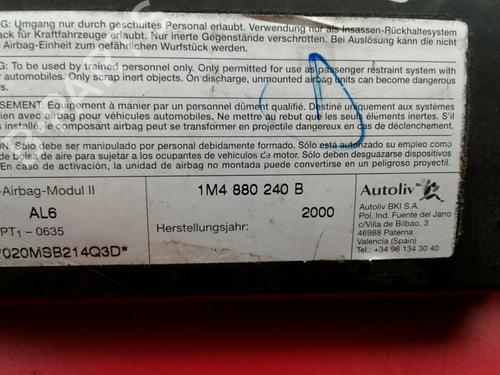 G: Umgang nur durch geschultes Personal erlaubt. Verwendung nur als Insassen-Rückhaltesystem
für Kraftfahrzeuge erlaubt. Nur inerte Gegenstände verschrotten. Bei Auslösung kann die nicht
Airbag-Einheit zum gefährlichen Wurfstück werden.
G: To be used by trained personnel only. Only permitted for use as passenger restraint system with
automobiles. Only scrap inert objects. On discharge, unmounted airbag units can become dangerous
SSEMENT: Equipement à manier par un personnel dûment qualifié. Destiné uniquement aux systèmes
ien avec airbag pour véhicules automobiles. Ne mettre au rebut que les seuls éléments inertes. S'il
s installé, le composant airbag peut se transformer en projectile dangereux en cas de déclenchement.
ON: Sólo debe ser manipulado por personal debidamente formado. Sólo está autorizado su empleo como
de bolsa de aire para sujetar a los ocupantes de vehículos de motor. Sólo deben desguazarse dispositivos
En caso de activación, la unidad de airbag no montada puede convertirse en un peligroso proyectil.
-Airbag-Modul II
1M4 880 240 B
Autoliv
AL6
2000
PT1 - 0635
Herstellungsjahr:
020MSB214Q3D*
Autoliv BKI S.A.
Pol. Ind. Fuente del Jarro
c/Villa de Bilbao, 3
46988 Paterna
Valencia (Spain)
Tel.: +34 96 134 30 40